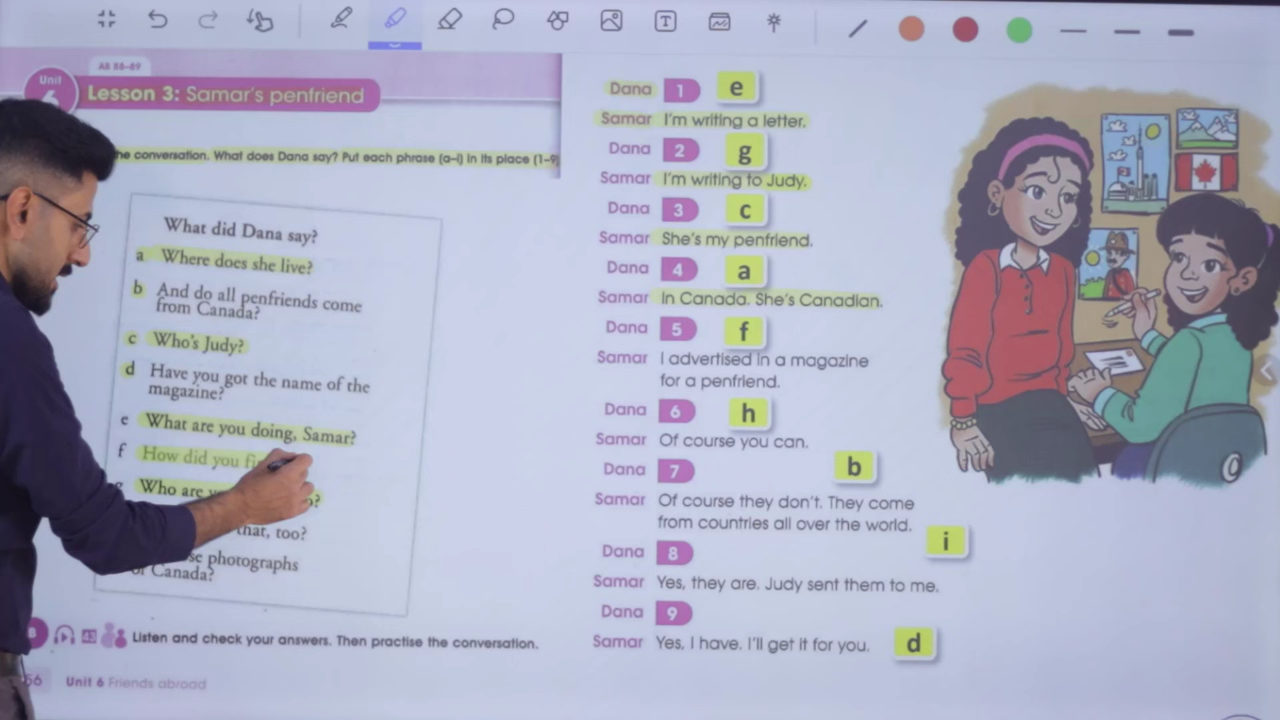 AB 88-89
Unit
6
Lesson 3: Samar's penfriend
he conversation. What does Dana say? Put each phrase (a-i) in its place (1-9)
What did Dana say?
a Where does she live?
b And do all penfriends come
from Canada?
c Who's Judy?
d Have you got the name of the
magazine?
e What are you doing, Samar?
f How did you
Who are
that, too?
photographs
Canada?
B 43 Listen and check your answers. Then practise the conversation.
66 Unit 6 Friends abroad
Dana 1 e
Samar I'm writing a letter.
Dana 2 g
Samar I'm writing to Judy.
Dana 3 c
Samar She's my penfriend.
Dana 4 a
Samar In Canada. She's Canadian.
Dana 5 f
Samar I advertised in a magazine
for a penfriend.
Dana 6 h
Samar Of course you can.
Dana 7 b
Samar Of course they don't. They come
from countries all over the world.
Dana 8 i
Samar Yes, they are. Judy sent them to me.
Dana 9
Samar Yes, I have. I'll get it for you. d